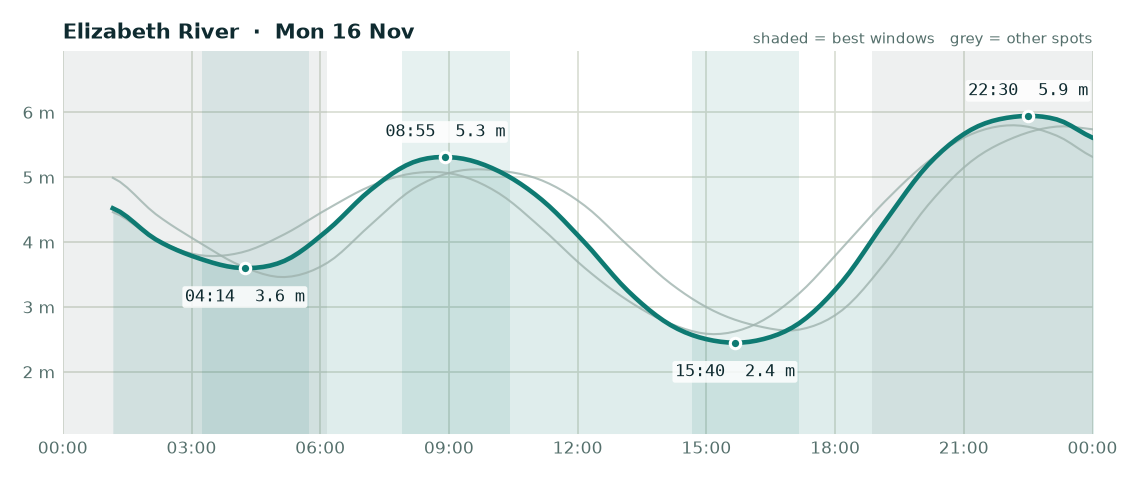 Elizabeth River · Mon 16 Nov
shaded = best windows grey = other spots
22:30 5.9 m
6 m
08:55 5.3 m
5 m
4 m
04:14 3.6 m
3 m
15:40 2.4 m
2 m
00:00 03:00 06:00 09:00 12:00 15:00 18:00 21:00 00:00